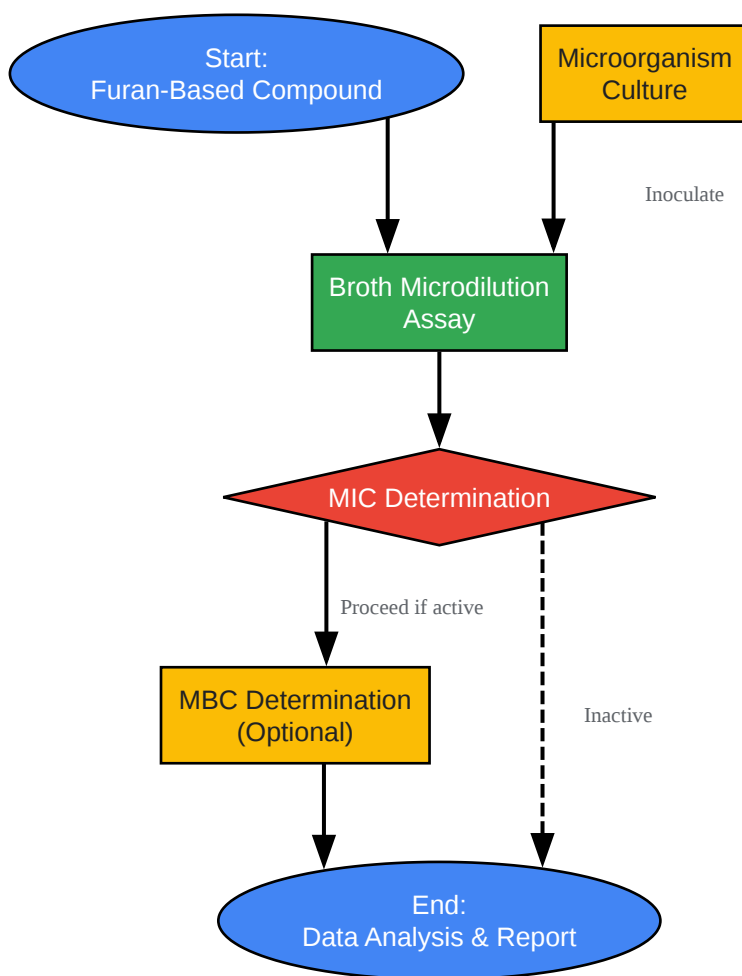 Start:
Furan-Based Compound
Microorganism
Culture
Inoculate
Broth Microdilution
Assay
MIC Determination
Proceed if active
MBC Determination
(Optional)
Inactive
End:
Data Analysis & Report